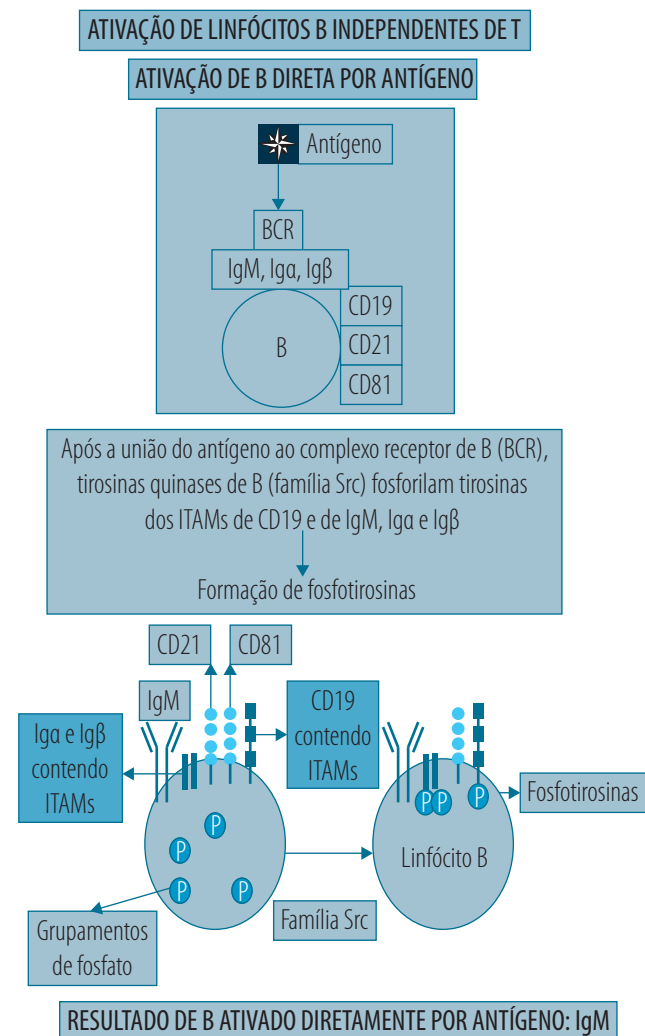 ATIVAÇÃO DE LINFÓCITOS B INDEPENDENTES DE T
ATIVAÇÃO DE B DIRETA POR ANTÍGENO
Antígeno
BCR
IgM, Igα, Igβ
CD19
B
CD21
CD81
Após a união do antígeno ao complexo receptor de B (BCR),
tirosinas quinases de B (família Src) fosforilam tirosinas
dos ITAMs de CD19 e de IgM, Igα e Igβ
Formação de fosfotirosinas
CD21
CD81
IgM
Igα e Igβ
contendo
ITAMs
CD19
contendo
ITAMs
P
P
P
P
P
P
P
Fosfotirosinas
Linfócito B
Família Src
Grupamentos
de fosfato
RESULTADO DE B ATIVADO DIRETAMENTE POR ANTÍGENO: IgM